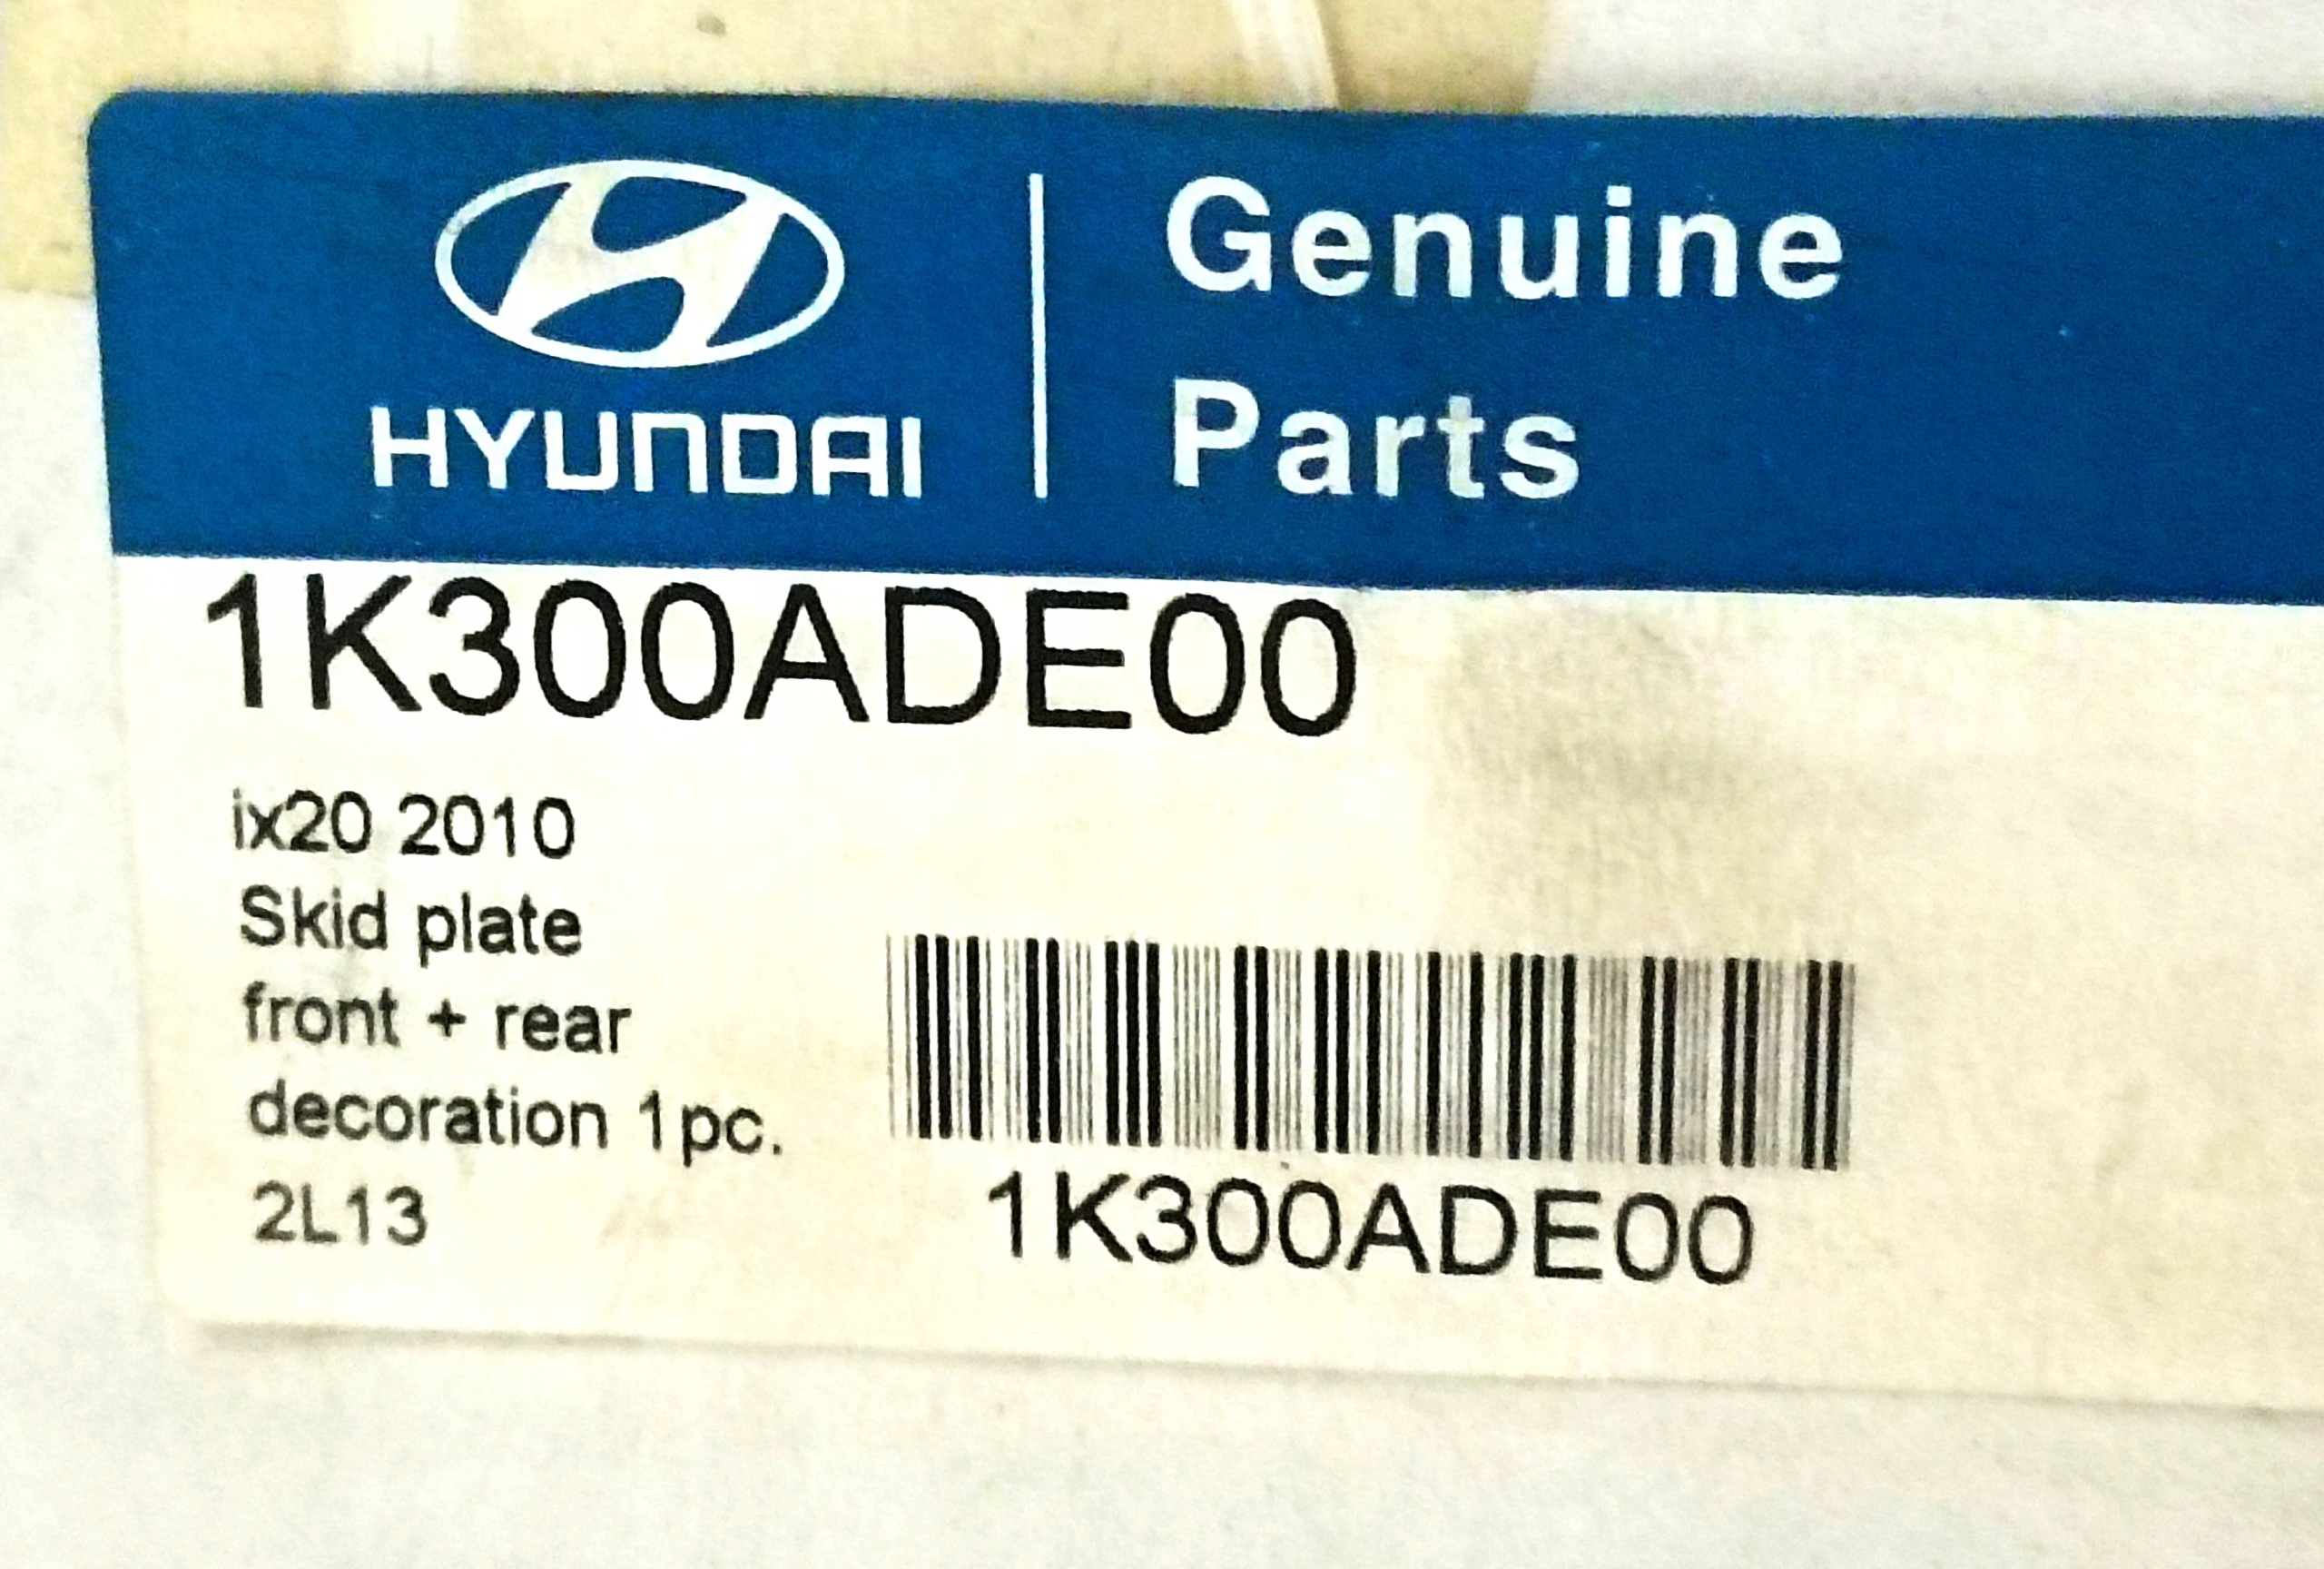 HYUNDAI
Genuine
Parts
1K300ADE00
ix20 2010
Skid plate
front + rear
decoration 1pc.
2L13
1K300ADE00